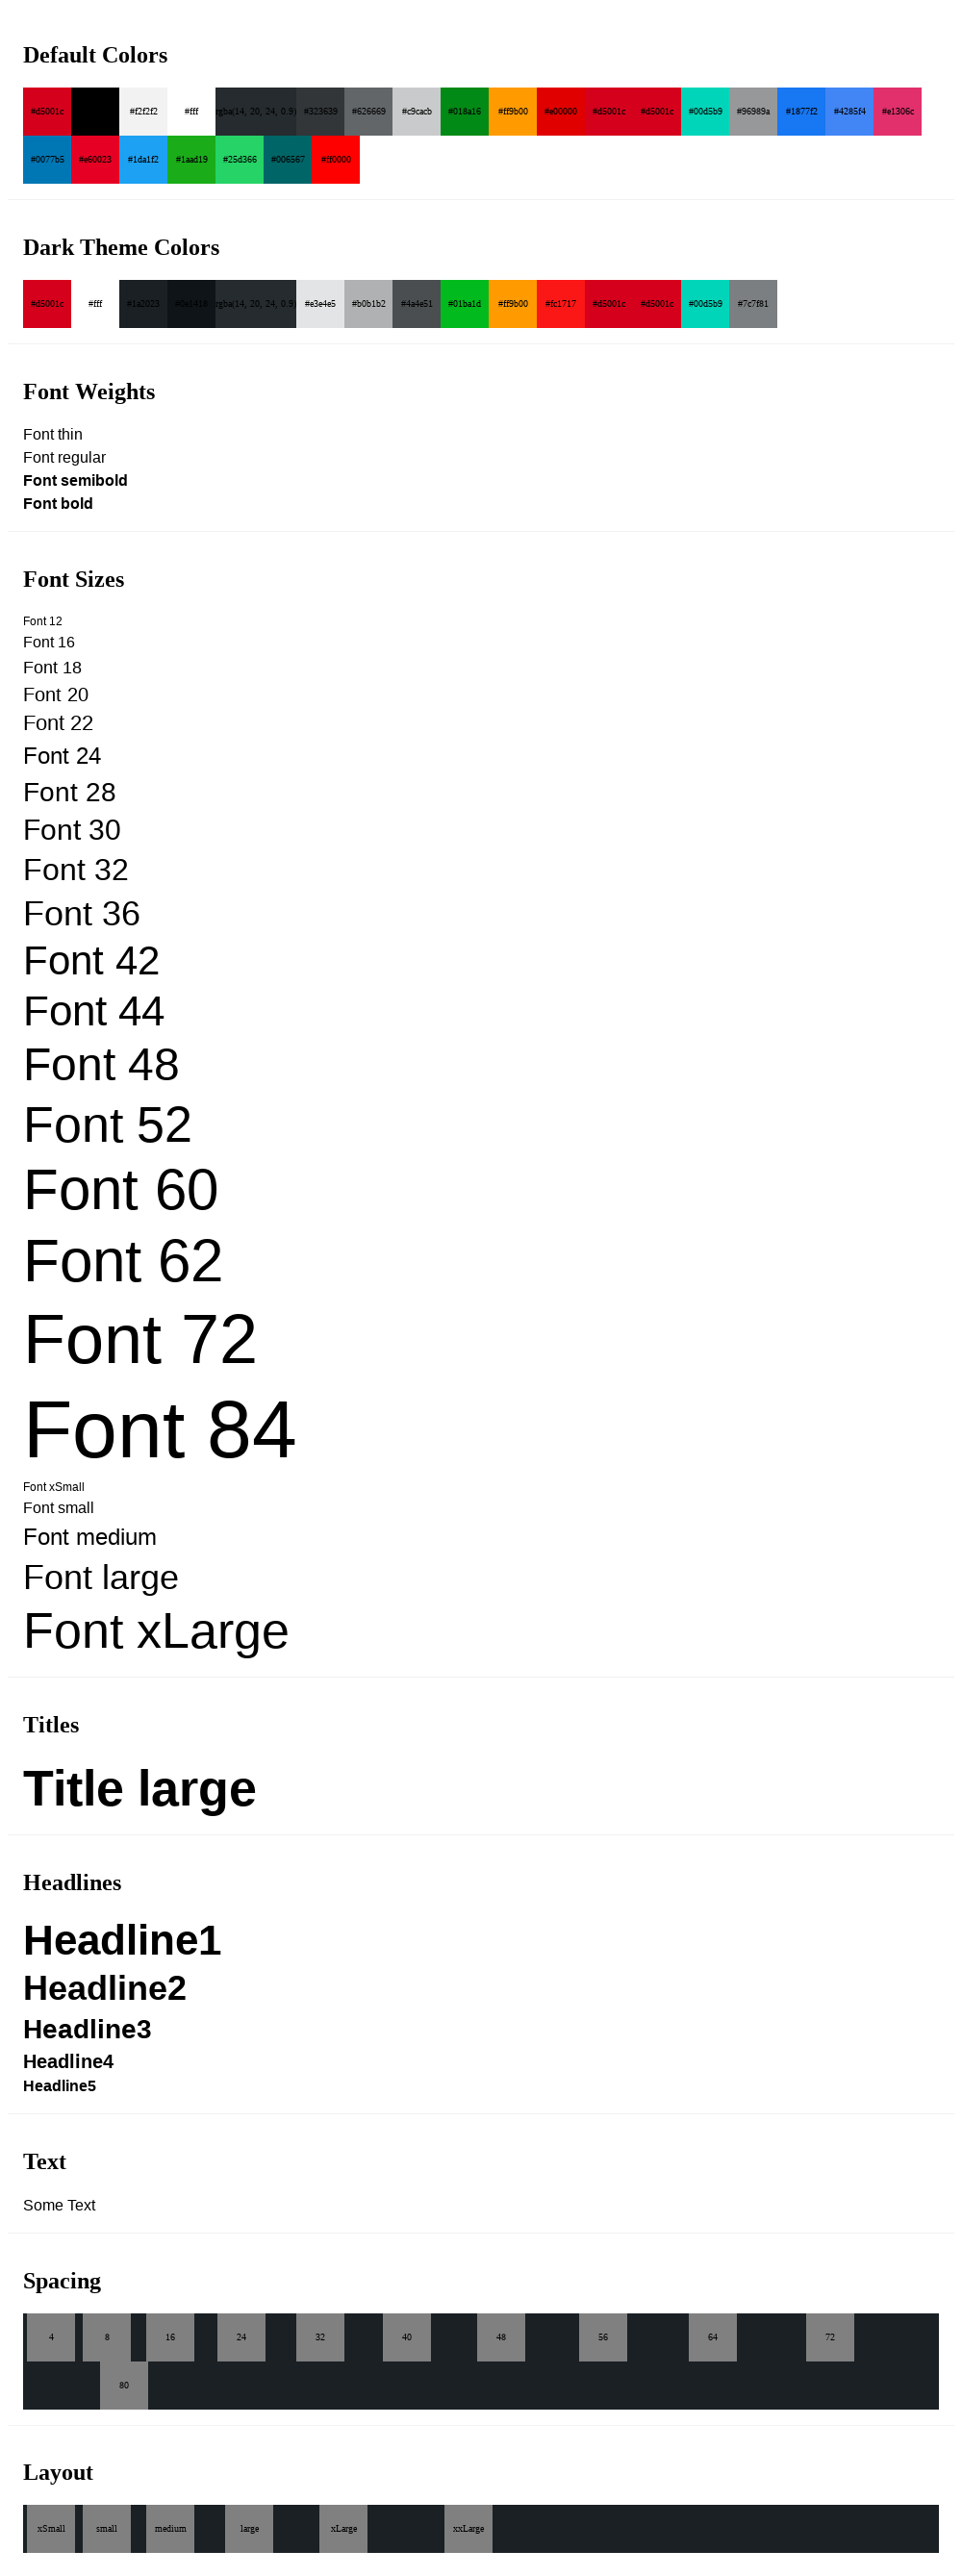 Default Colors
#d5001c #f2f2f2 #fff rgba(14, 20, 24, 0.9) #323639 #626669 #c9cacb #018a16 #ff9b00 #e00000 #d5001c #d5001c #00d5b9 #96989a #1877f2 #4285f4 #e1306c
#0077b5 #e60023 #1da1f2 #1aad19 #25d366 #006567 #ff0000
Dark Theme Colors
#d5001c #fff #1a2023 #0e1418 rgba(14, 20, 24, 0.9) #e3e4e5 #b0b1b2 #4a4e51 #01ba1d #ff9b00 #fc1717 #d5001c #d5001c #00d5b9 #7c7f81
Font Weights
Font thin
Font regular
Font semibold
Font bold
Font Sizes
Font 12
Font 16
Font 18
Font 20
Font 22
Font 24
Font 28
Font 30
Font 32
Font 36
Font 42
Font 44
Font 48
Font 52
Font 60
Font 62
Font 72
Font 84
Font xSmall
Font small
Font medium
Font large
Font xLarge
Titles
Title large
Headlines
Headline1
Headline2
Headline3
Headline4
Headline5
Text
Some Text
Spacing
4 8 16 24 32 40 48 56 64 72
80
Layout
xSmall small medium large xLarge xxLarge